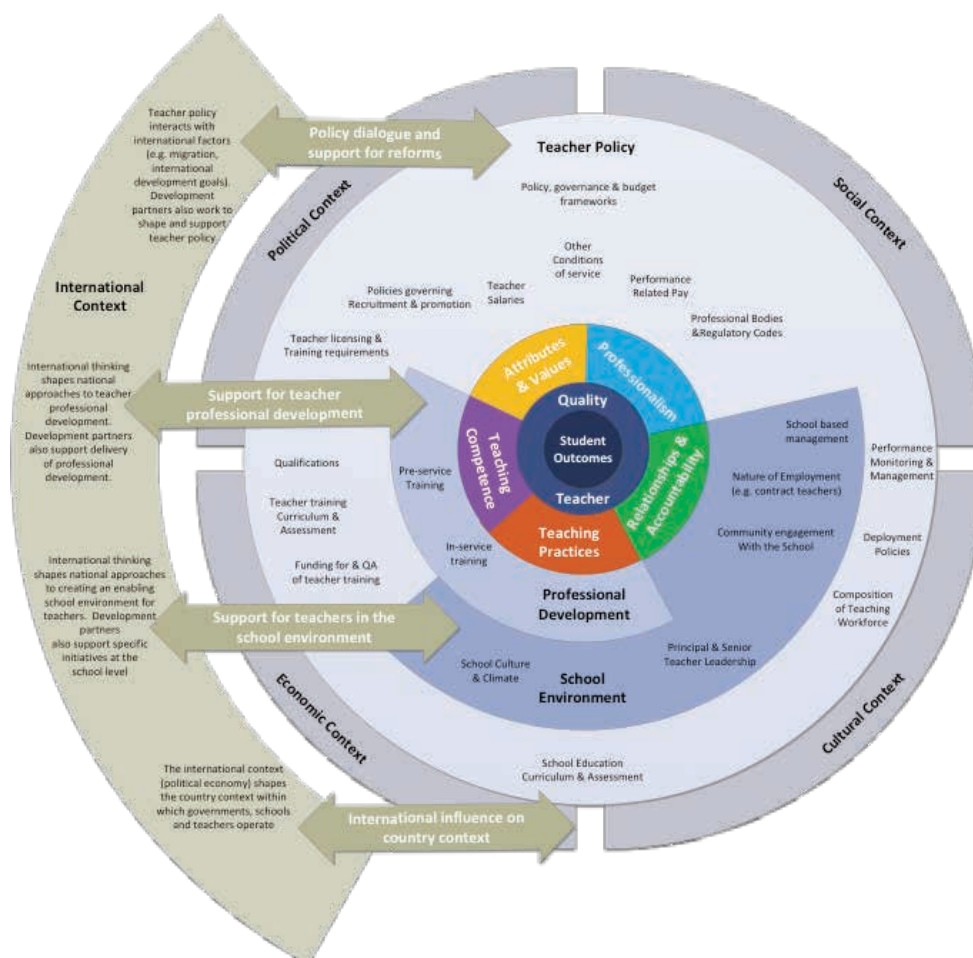 Teacher policy
interacts with
international factors
(e.g. migration,
international
development goals).
Development
partners also work to
shape and support
teacher policy
International
Context
International thinking
shapes national
approaches to teacher
professional
development.
Development partners
also support delivery
of professional
development.
International thinking
shapes national approaches
to creating an enabling
school environment for
teachers. Development
partners
also support specific
initiatives at the
school level
The international context
(political economy) shapes
the country context within
which governments, schools
and teachers operate
Policy dialogue and
support for reforms
Support for teacher
professional development
Support for teachers in the
school environment
International influence on
country context
Political Context
Social Context
Economic Context
Cultural Context
Teacher Policy
Policy, governance & budget
frameworks
Other
Conditions
of service
Teacher
Salaries
Performance
Related Pay
Policies governing
Recruitment & promotion
Professional Bodies
&Regulatory Codes
Teacher licensing &
Training requirements
Qualifications
Teacher training
Curriculum &
Assessment
Funding for & QA
of teacher training
Performance
Monitoring &
Management
Deployment
Policies
Composition
of Teaching
Workforce
School Education
Curriculum & Assessment
Attributes
& Values
Professionalism
Teaching
Competence
Relationships &
Accountability
Teaching
Practices
Quality
Student
Outcomes
Teacher
Pre-service
Training
In-service
training
Professional
Development
School based
management
Nature of Employment
(e.g. contract teachers)
Community engagement
With the School
Principal & Senior
Teacher Leadership
School Culture
& Climate
School
Environment